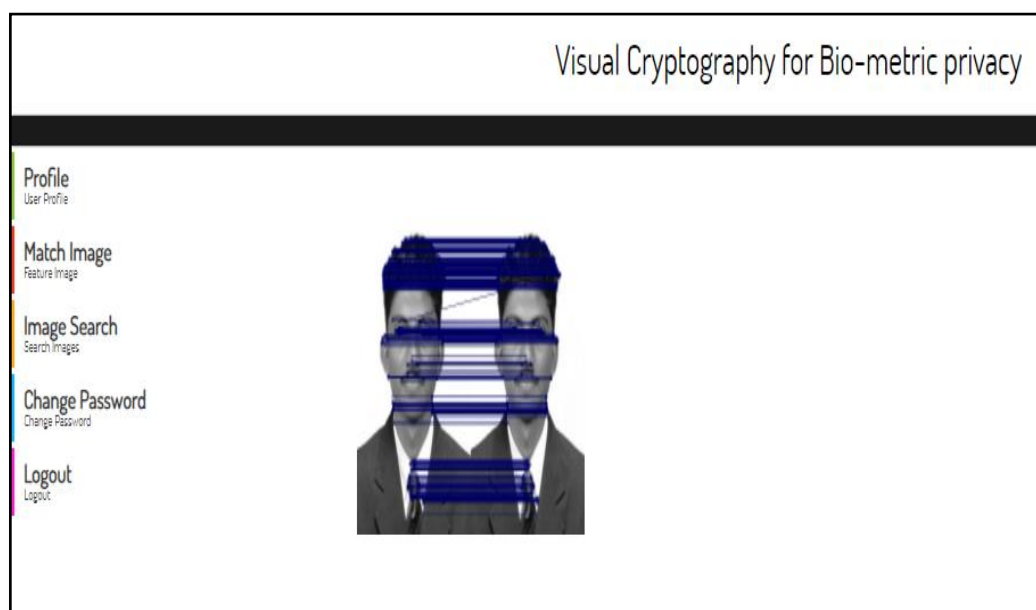 Visual Cryptography for Bio-metric privacy
Profile
User Profile
Match Image
Feature Image
Image Search
Search Images
Change Password
Change Password
Logout
Logout